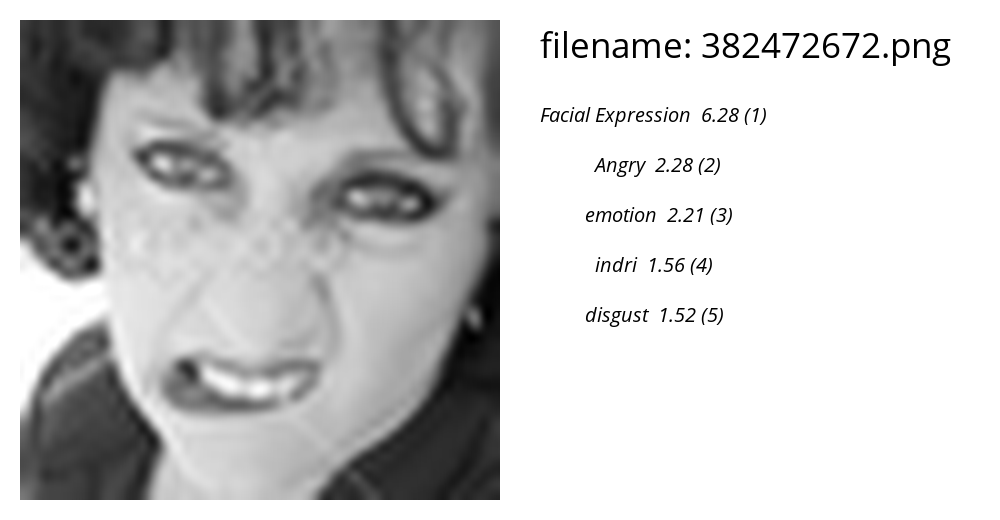 filename: 382472672.png
Facial Expression 6.28 (1)
Angry 2.28 (2)
emotion 2.21 (3)
indri 1.56 (4)
disgust 1.52 (5)